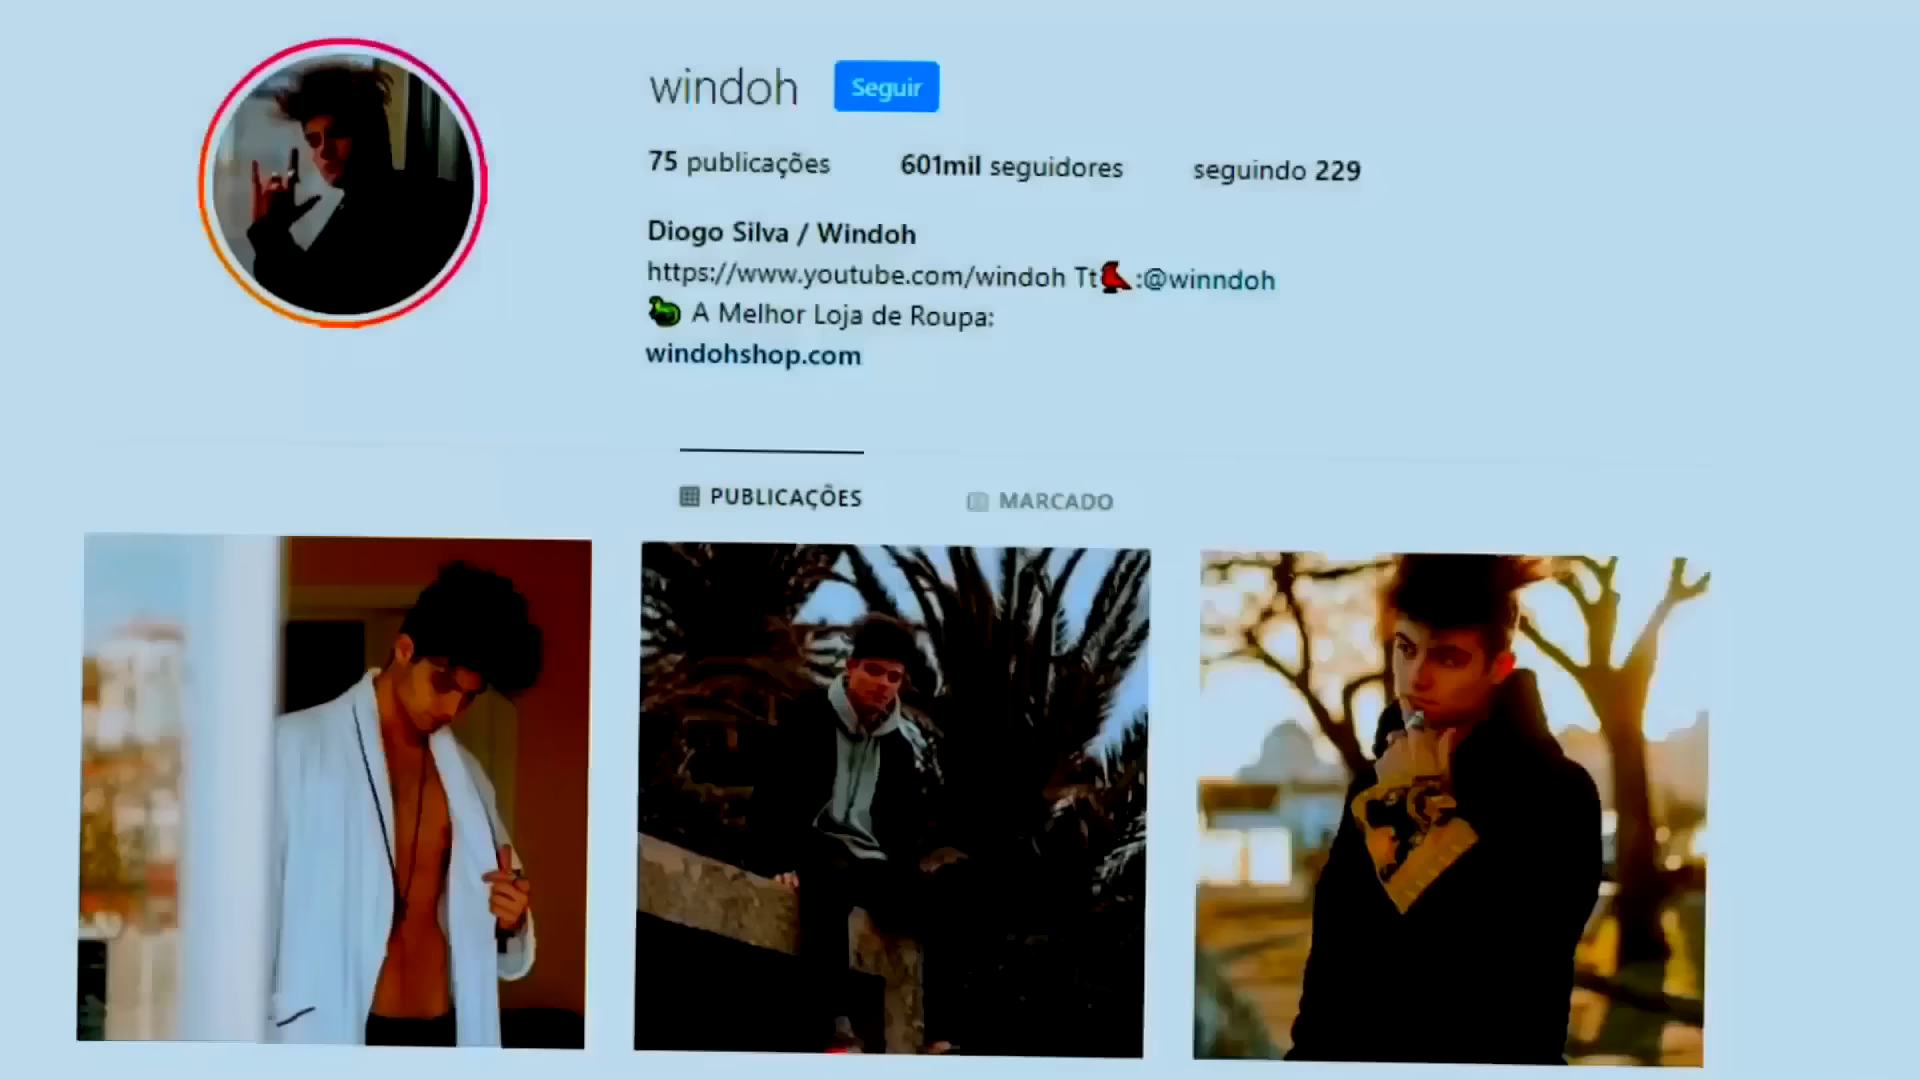 windoh Seguir
75 publicações 601mil seguidores seguindo 229
Diogo Silva / Windoh
https://www.youtube.com/windoh Tt :@winndoh
A Melhor Loja de Roupa:
windohshop.com
PUBLICAÇÕES MARCADO